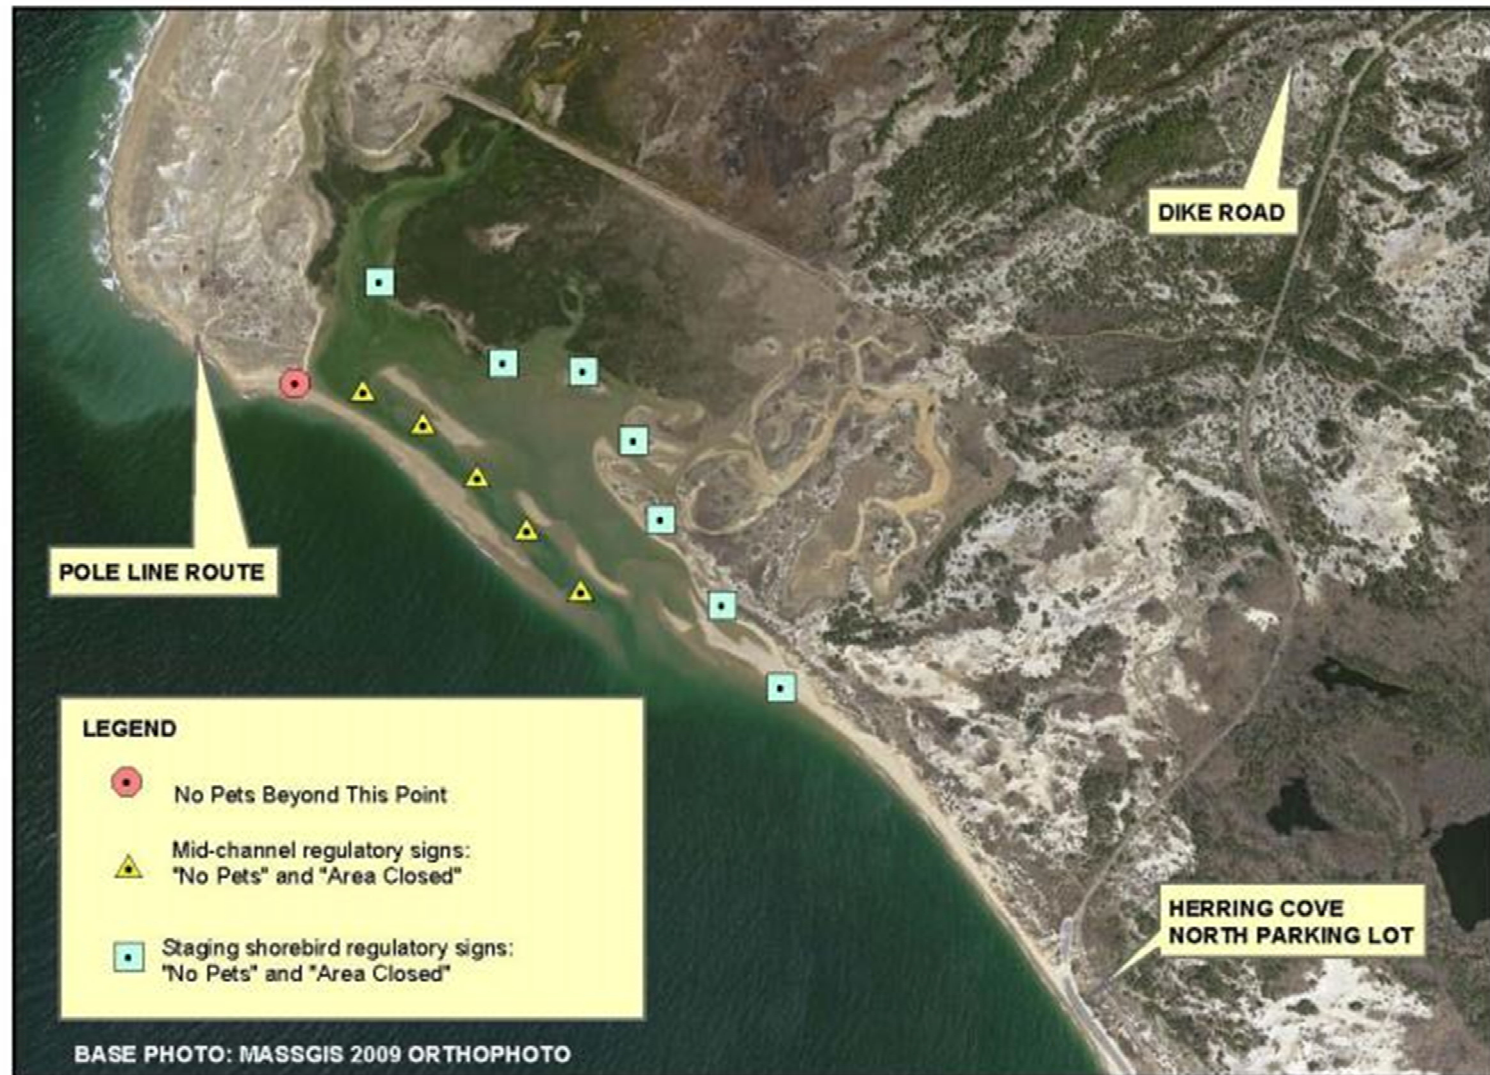 DIKE ROAD
POLE LINE ROUTE
LEGEND
No Pets Beyond This Point
Mid-channel regulatory signs:
"No Pets" and "Area Closed"
Staging shorebird regulatory signs:
"No Pets" and "Area Closed"
HERRING COVE
NORTH PARKING LOT
BASE PHOTO: MASSGIS 2009 ORTHOPHOTO